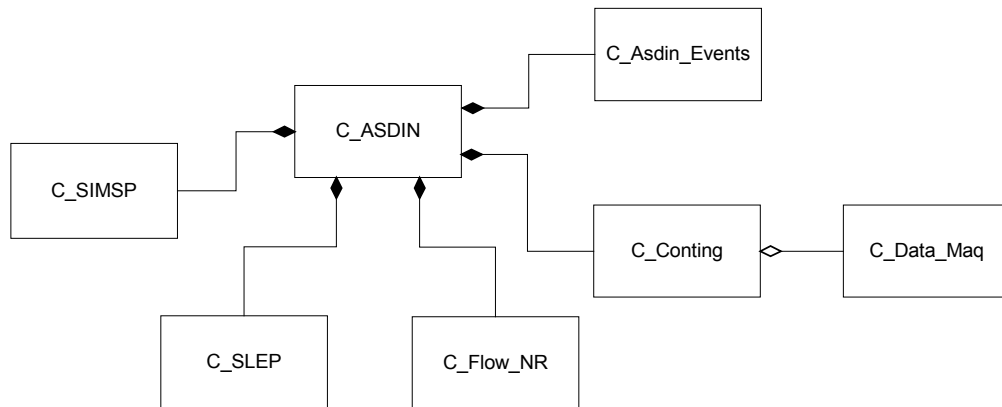 C_Asdin_Events
C_ASDIN
C_SIMSP
C_Conting
C_Data_Maq
C_SLEP
C_Flow_NR